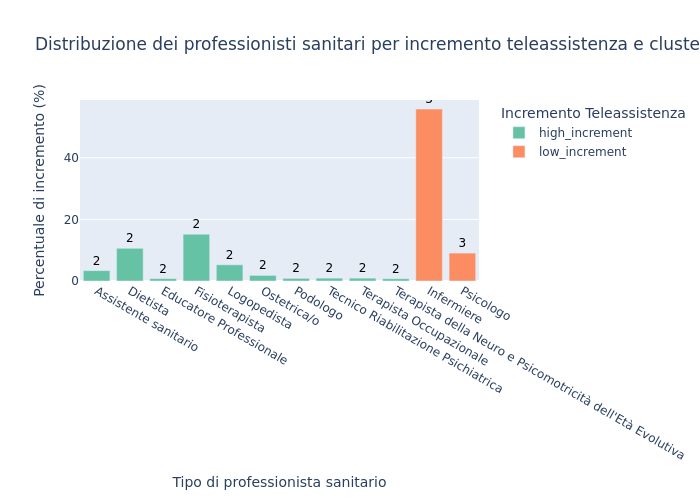 Distribuzione dei professionisti sanitari per incremento teleassistenza e cluste
Percentuale di incremento (%)
Incremento Teleassistenza
high_increment
low_increment
40
20
0
2
2
2
2
2
2
2
2
2
2
3
Assistente sanitario
Dietista
Educatore Professionale
Fisioterapista
Logopedista
Ostetrica/o
Podologo
Tecnico Riabilitazione Psichiatrica
Terapista Occupazionale
Terapista della Neuro e Psicomotricità dell'Età Evolutiva
Infermiere
Psicologo
Tipo di professionista sanitario